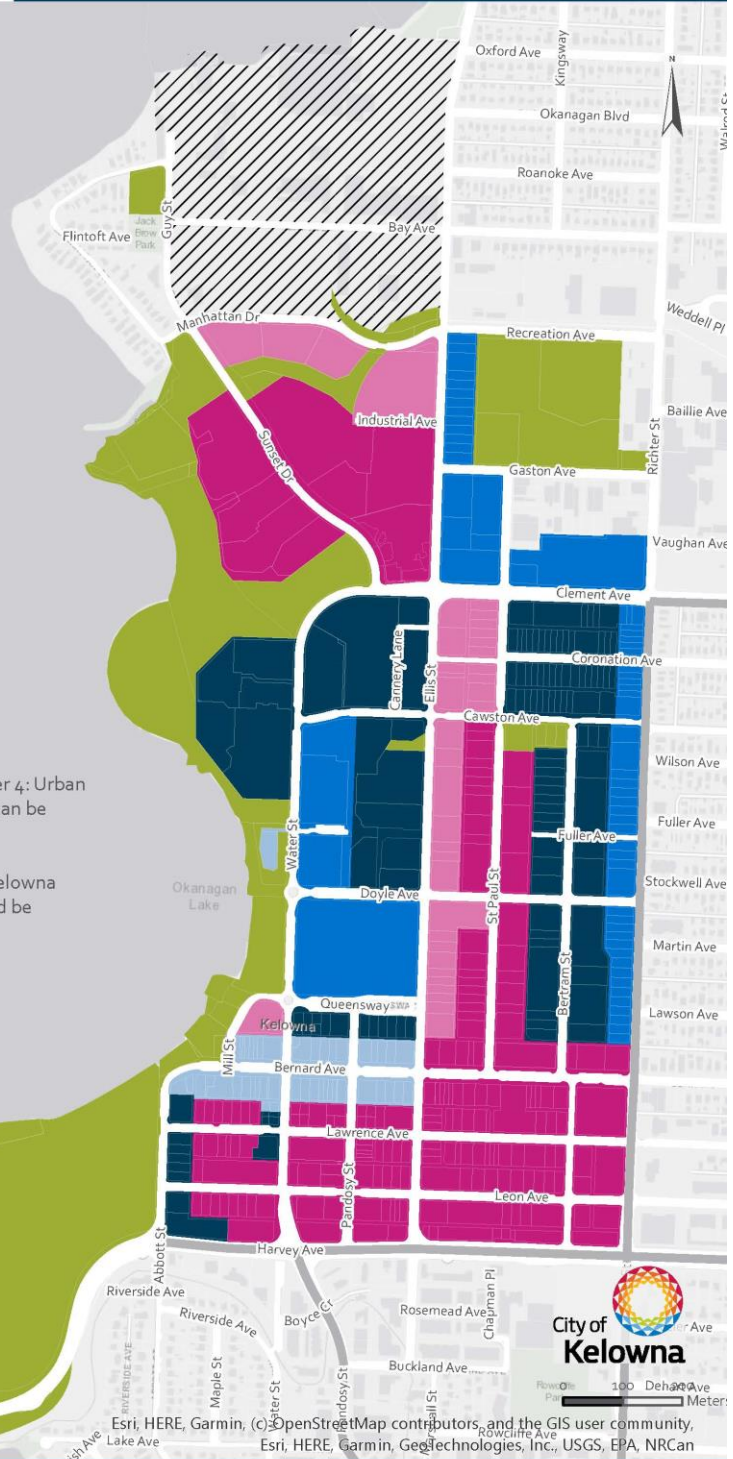 Oxford Ave
Kingsway
N
Okanagan Blvd
Walrod St
Roanoke Ave
Jack
Brow
Park
Guy St
Flintoft Ave
Bay Ave
Manhattan Dr
Weddell Pl
Recreation Ave
Industrial Ave
Baillie Ave
Richter St
Sunset Dr
Gaston Ave
Vaughan Ave
Clement Ave
Cannery Lane
Ellis St
Coronation Ave
Cawston Ave
Wilson Ave
er 4: Urban
an be
Water St
Fuller Ave
Fuller Ave
elowna
d be
Okanagan
Lake
Doyle Ave
St Paul St
Stockwell Ave
Martin Ave
Bertram St
Queensway
Lawson Ave
Kelowna
Mill St
Bernard Ave
Lawrence Ave
Pandosy St
Leon Ave
Abbott St
Harvey Ave
Riverside Ave
Riverside Ave
RIVERSIDE AVE
Boyce Cr
Rosemead Ave
Chapman Pl
City of
Kelowna
Maple St
Water St
Pandosy St
Buckland Ave
0 100
Dehart Ave
Meters
Esri, HERE, Garmin, (c) OpenStreetMap contributors, and the GIS user community,
Lake Ave
Rowcliffe Ave
Esri, HERE, Garmin, GeoTechnologies, Inc., USGS, EPA, NRCan